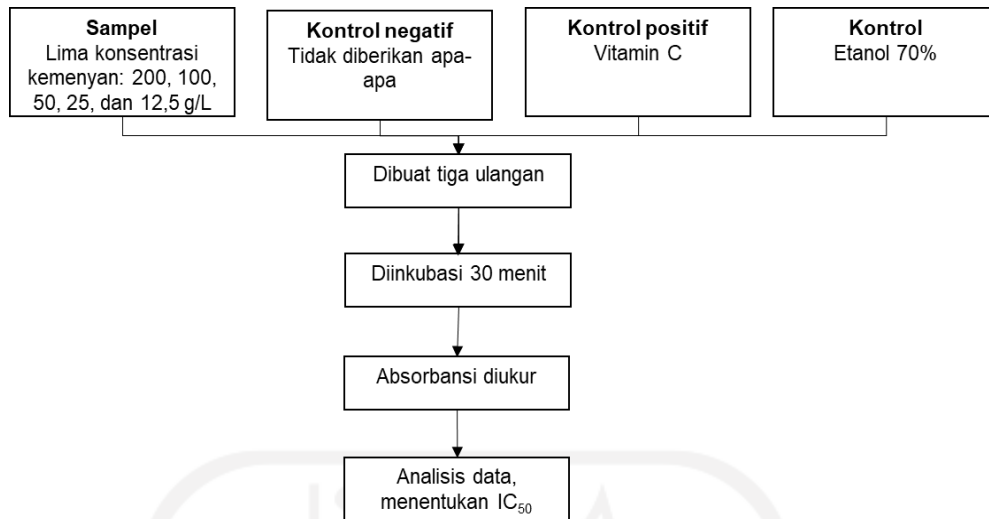 Sampel
Lima konsentrasi
kemenyan: 200, 100,
50, 25, dan 12,5 g/L
Kontrol negatif
Tidak diberikan apa-
apa
Kontrol positif
Vitamin C
Kontrol
Etanol 70%
Dibuat tiga ulangan
Diinkubasi 30 menit
Absorbansi diukur
Analisis data,
menentukan IC₅₀